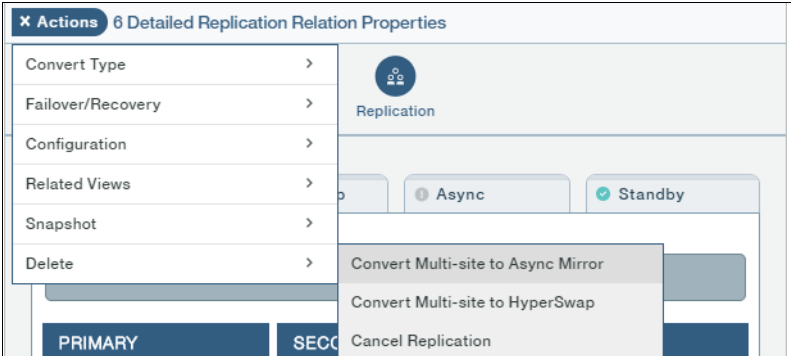 × Actions 6 Detailed Replication Relation Properties
Convert Type >
Failover/Recovery >
Configuration >
Related Views >
Snapshot >
Delete >
Replication
Async
Standby
Convert Multi-site to Async Mirror
Convert Multi-site to HyperSwap
Cancel Replication
PRIMARY